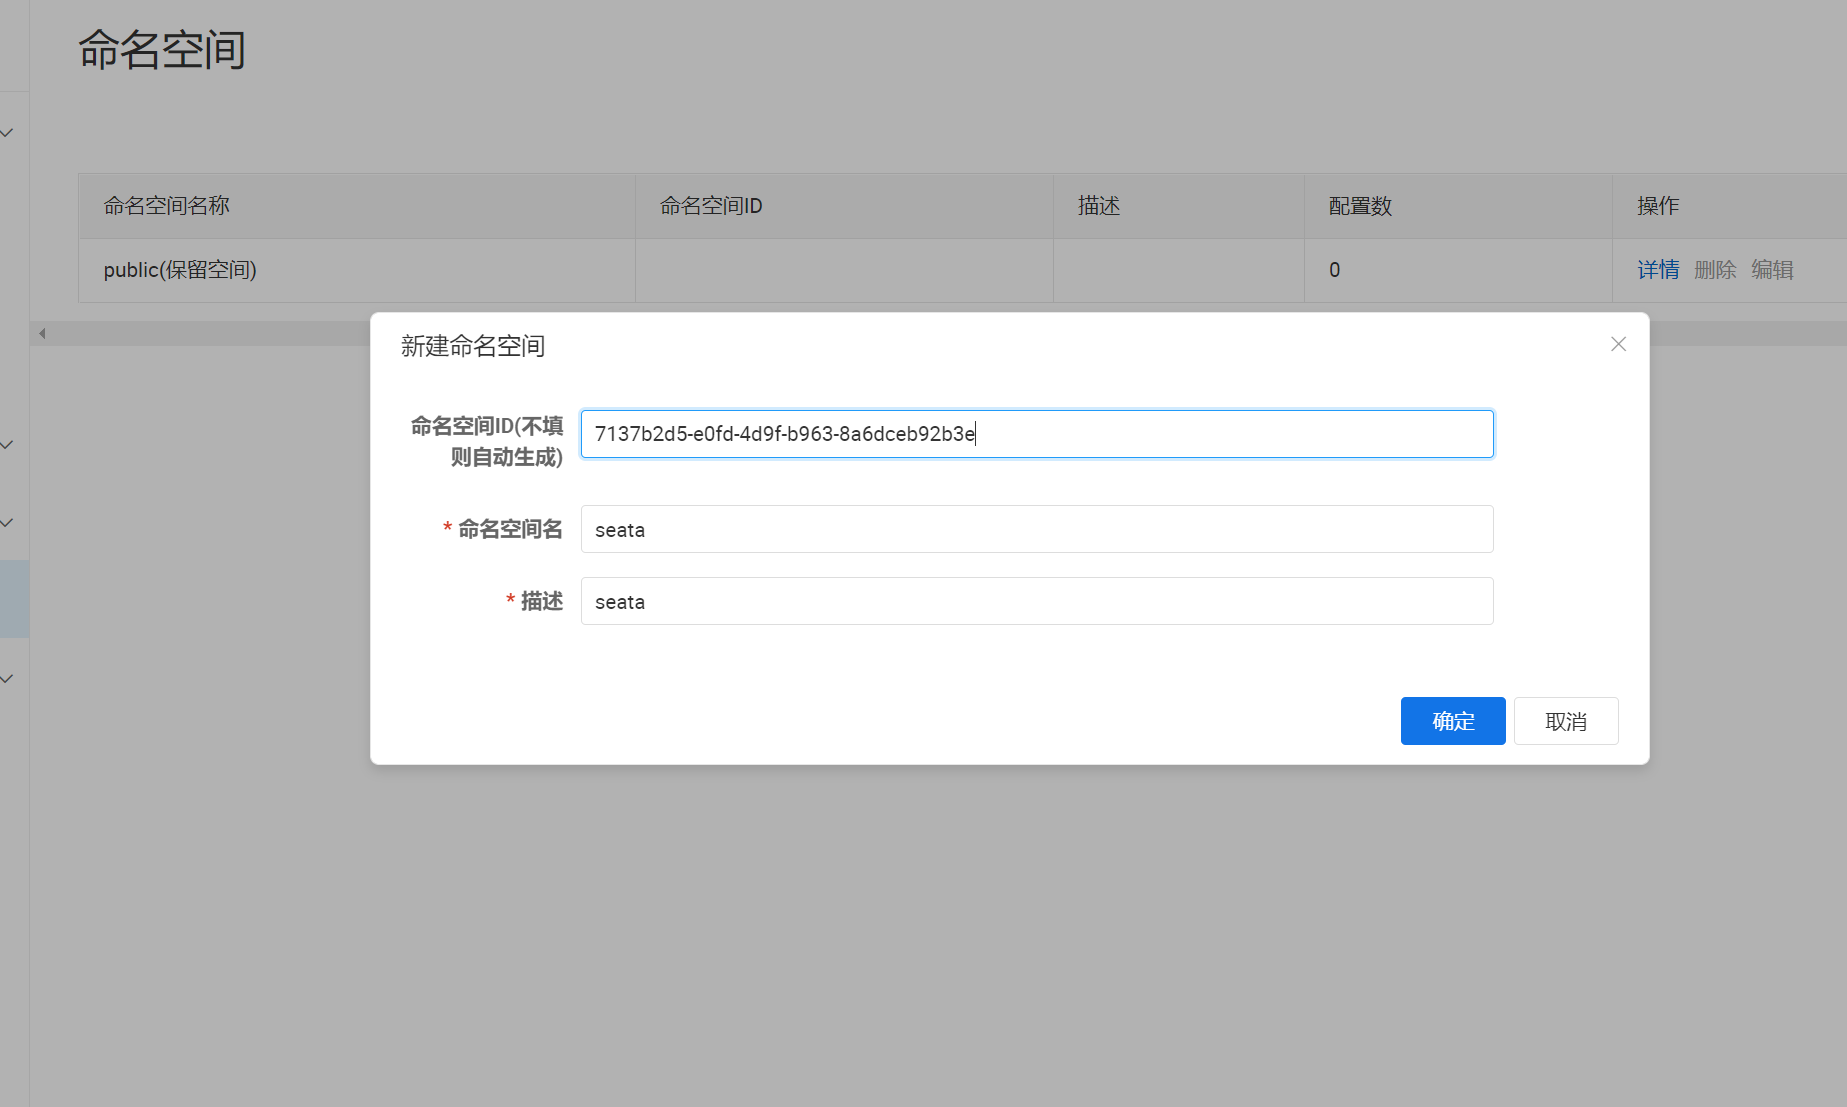 命名空间
命名空间名称 命名空间ID 描述 配置数 操作
public(保留空间) 0 详情 删除 编辑
新建命名空间
命名空间ID(不填
则自动生成)
7137b2d5-e0fd-4d9f-b963-8a6dceb92b3e
* 命名空间名 seata
* 描述 seata
确定 取消